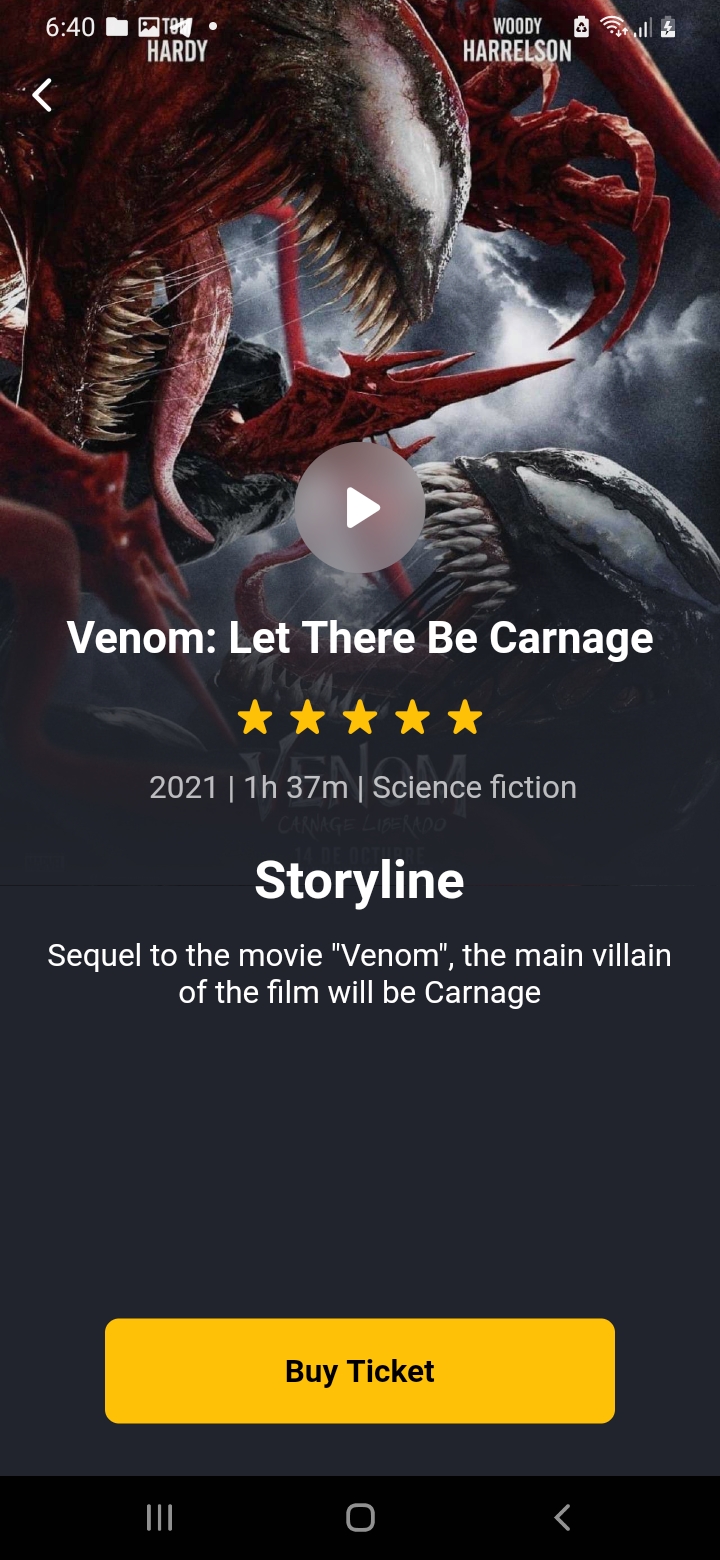 6:40
TOM
HARDY
WOODY
HARRELSON
Venom: Let There Be Carnage
2021 | 1h 37m | Science fiction
VENOM
CARNAGE LIBERADO
14 DE OCTUBRE
Storyline
Sequel to the movie "Venom", the main villain
of the film will be Carnage
Buy Ticket